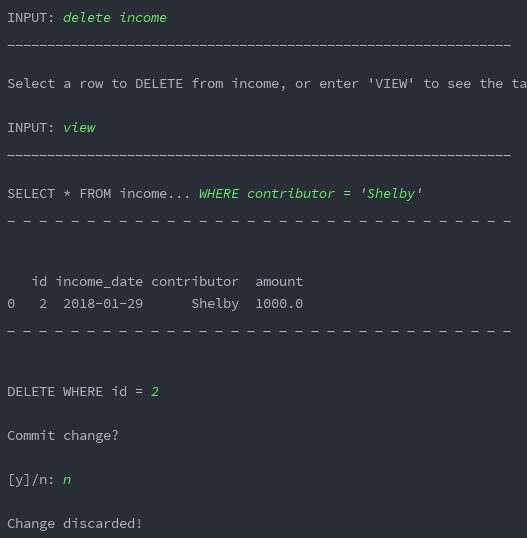 INPUT: delete income
Select a row to DELETE from income, or enter 'VIEW' to see the ta
INPUT: view
SELECT * FROM income... WHERE contributor = 'Shelby'
id income_date contributor amount
0 2 2018-01-29 Shelby 1000.0
DELETE WHERE id = 2
Commit change?
[y]/n: n
Change discarded!